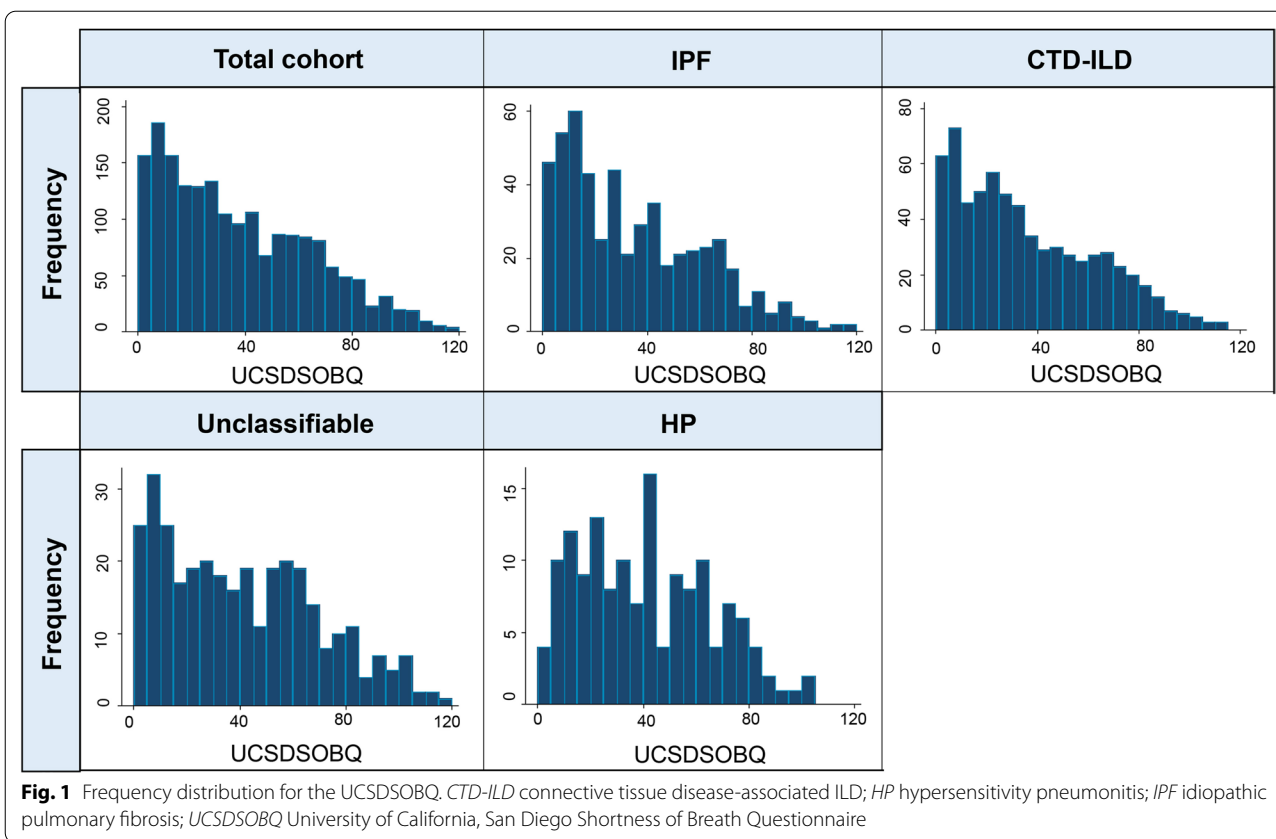 Total cohort IPF CTD-ILD
Frequency
200
150
100
50
0
0 40 80 120
UCSDSOBQ
60
40
20
0
0 40 80 120
UCSDSOBQ
80
60
40
20
0
0 40 80 120
UCSDSOBQ
Unclassifiable HP
Frequency
30
20
10
0
0 40 80 120
UCSDSOBQ
15
10
5
0
0 40 80 120
UCSDSOBQ
Fig. 1 Frequency distribution for the UCSDSOBQ. CTD-ILD connective tissue disease-associated ILD; HP hypersensitivity pneumonitis; IPF idiopathic
pulmonary fibrosis; UCSDSOBQ University of California, San Diego Shortness of Breath Questionnaire